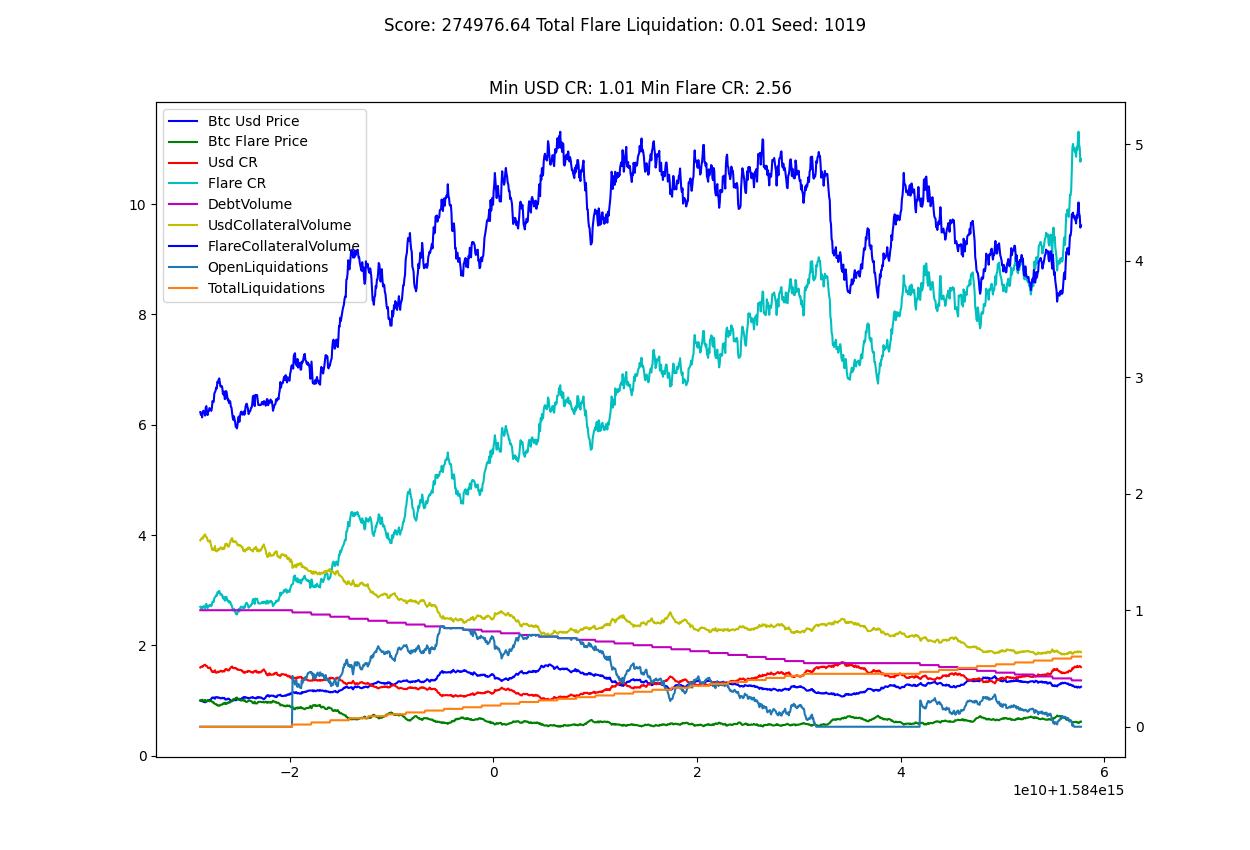 Score: 274976.64 Total Flare Liquidation: 0.01 Seed: 1019
Min USD CR: 1.01 Min Flare CR: 2.56
Btc Usd Price
Btc Flare Price
Usd CR
Flare CR
DebtVolume
UsdCollateralVolume
FlareCollateralVolume
OpenLiquidations
TotalLiquidations
10
8
6
4
2
0
5
4
3
2
1
0
−2 0 2 4 6
1e10+1.584e15